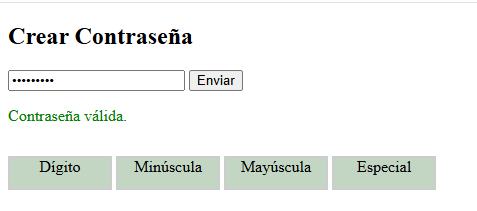 Crear Contraseña
••••••••• Enviar
Contraseña válida.
Dígito Minúscula Mayúscula Especial